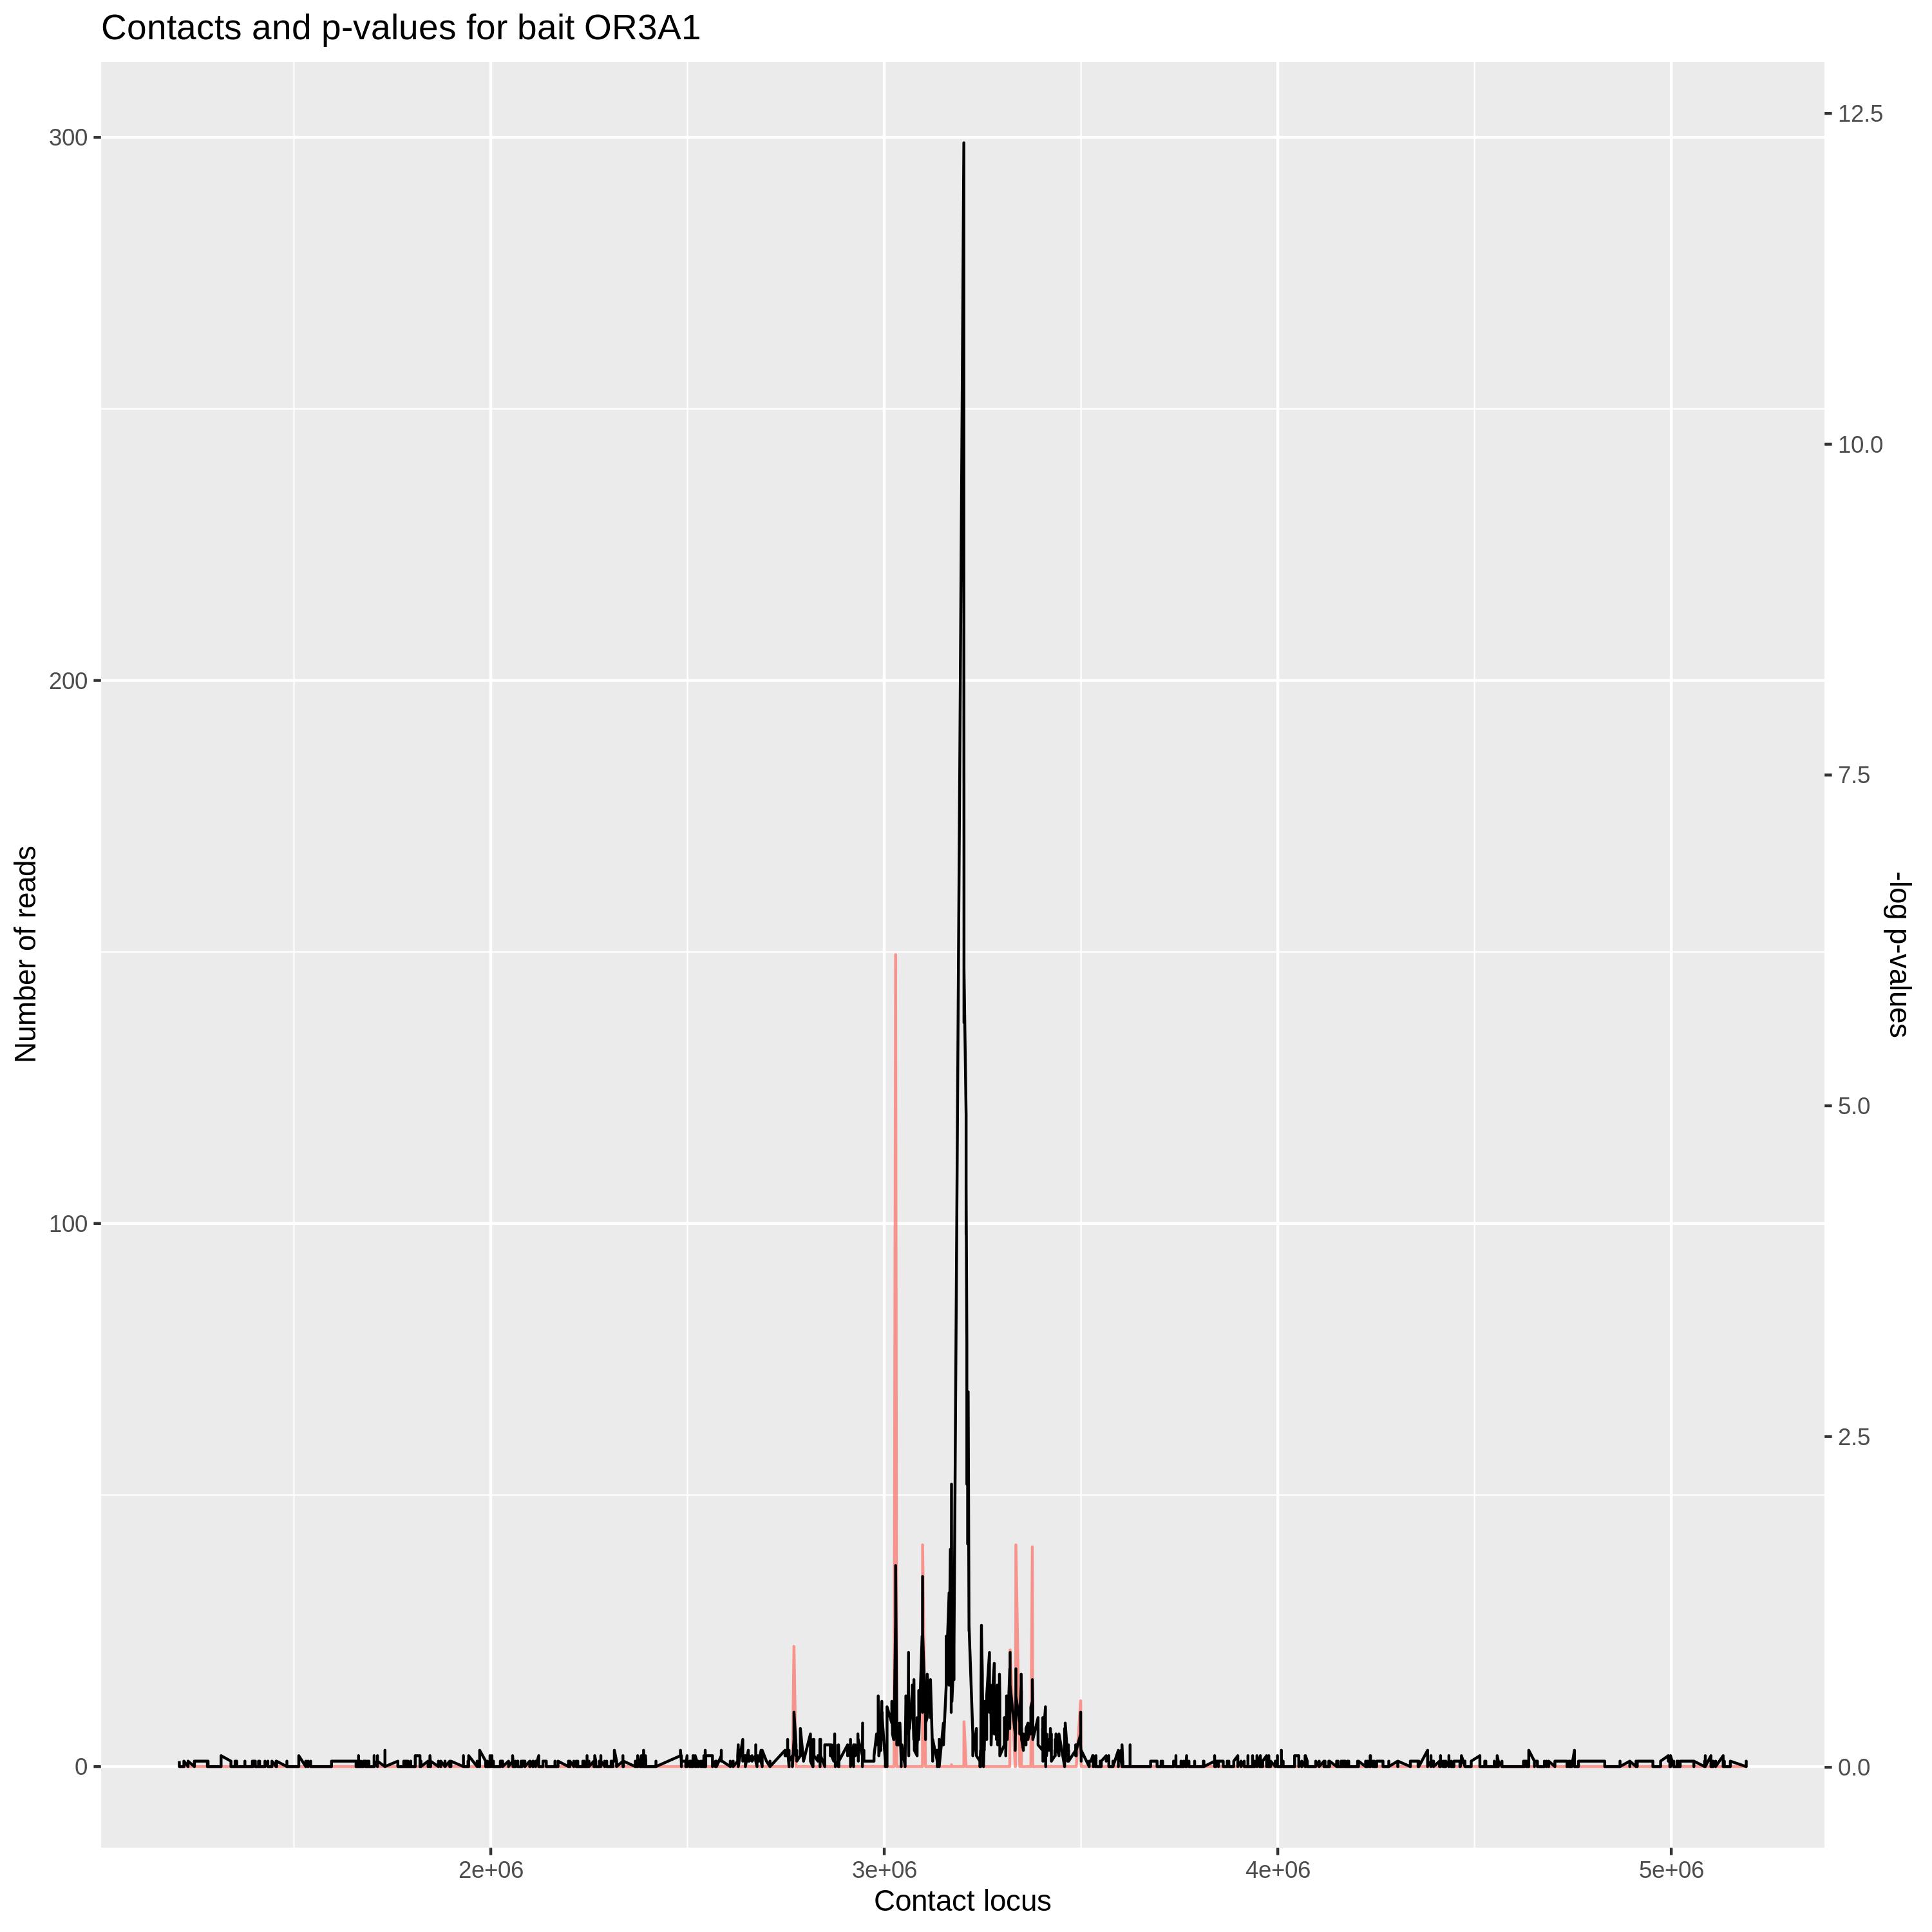 Contacts and p-values for bait OR3A1
300
200
100
0
12.5
10.0
7.5
5.0
2.5
0.0
Number of reads
-log p-values
2e+06
3e+06
4e+06
5e+06
Contact locus